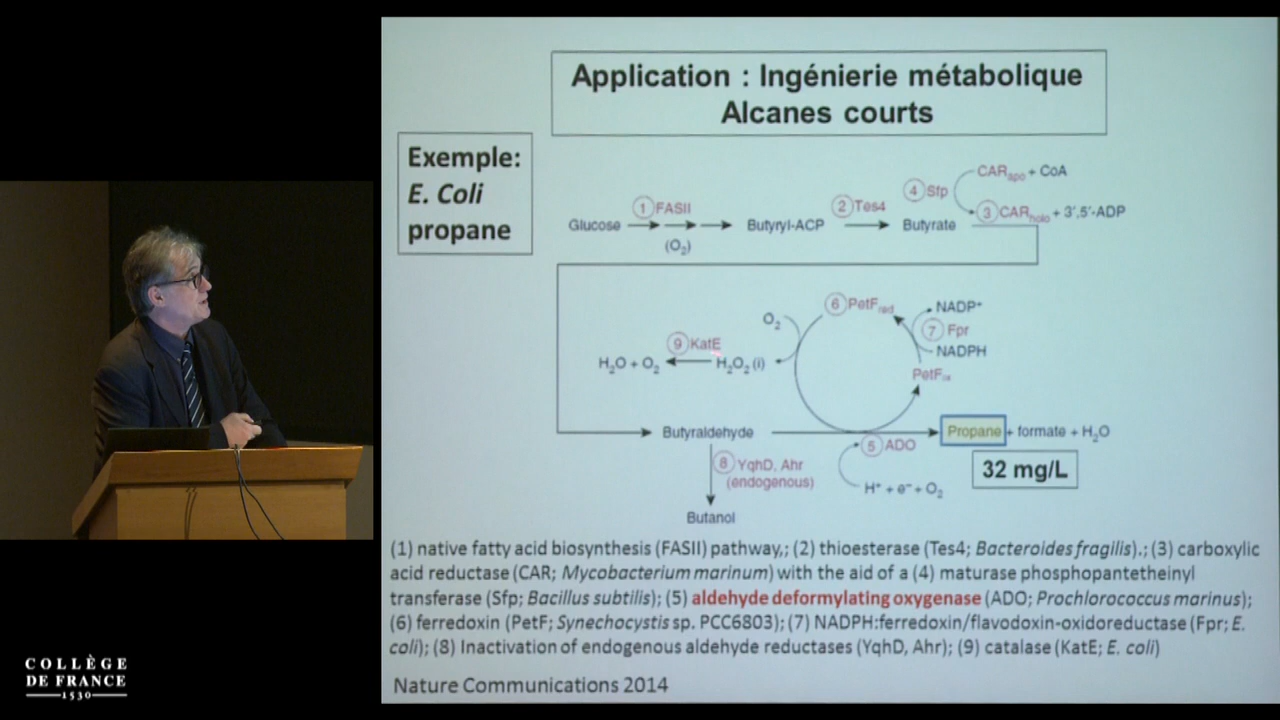 Application : Ingénierie métabolique
Alcanes courts
Exemple:
E. Coli
propane
CARapo + CoA
④ Sfp
① FASII
② Tes4
③ CARholo + 3',5'-ADP
Glucose
Butyryl-ACP
Butyrate
(O₂)
⑥ PetFred
NADP⁺
O₂
⑦ Fpr
⑨ KatE
NADPH
H₂O + O₂
H₂O₂ (i)
PetFox
Butyraldehyde
Propane + formate + H₂O
⑤ ADO
⑧ YqhD, Ahr
(endogenous)
32 mg/L
H⁺ + e⁻ + O₂
Butanol
(1) native fatty acid biosynthesis (FASII) pathway,; (2) thioesterase (Tes4; Bacteroides fragilis).; (3) carboxylic
acid reductase (CAR; Mycobacterium marinum) with the aid of a (4) maturase phosphopantetheinyl
transferase (Sfp; Bacillus subtilis); (5) aldehyde deformylating oxygenase (ADO; Prochlorococcus marinus);
(6) ferredoxin (PetF; Synechocystis sp. PCC6803); (7) NADPH:ferredoxin/flavodoxin-oxidoreductase (Fpr; E.
coli); (8) Inactivation of endogenous aldehyde reductases (YqhD, Ahr); (9) catalase (KatE; E. coli)
Nature Communications 2014
COLLÈGE
DE FRANCE
1530